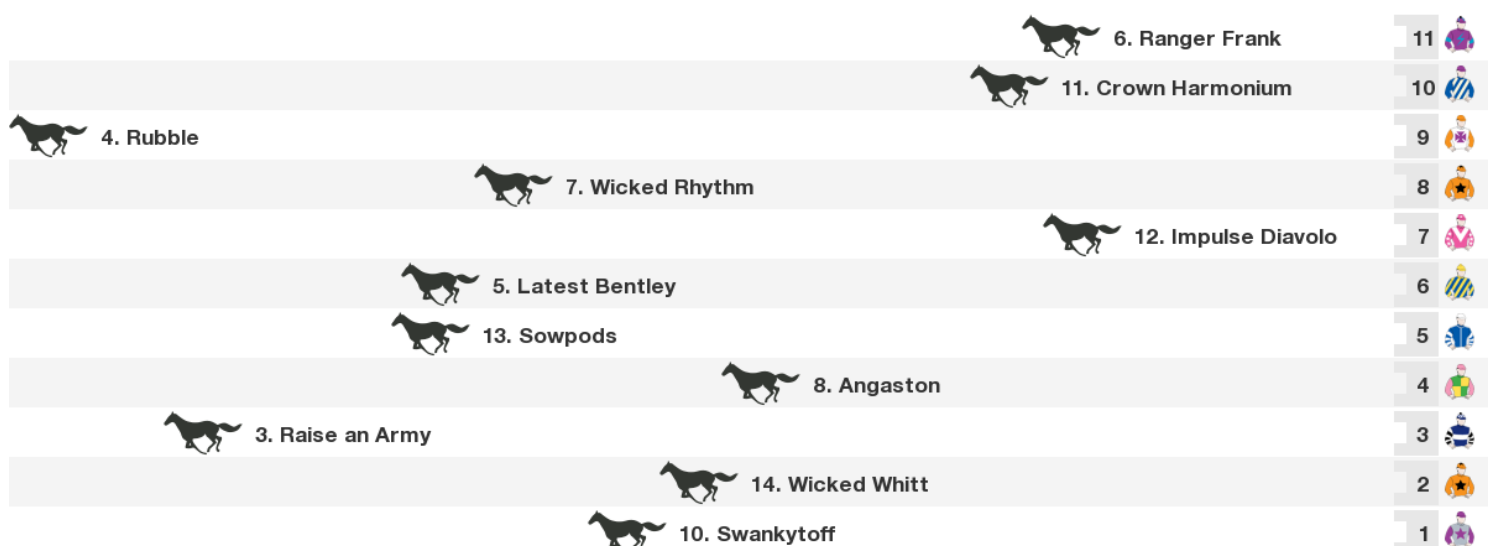 6. Ranger Frank 11
11. Crown Harmonium 10
4. Rubble 9
7. Wicked Rhythm 8
12. Impulse Diavolo 7
5. Latest Bentley 6
13. Sowpods 5
8. Angaston 4
3. Raise an Army 3
14. Wicked Whitt 2
10. Swankytoff 1